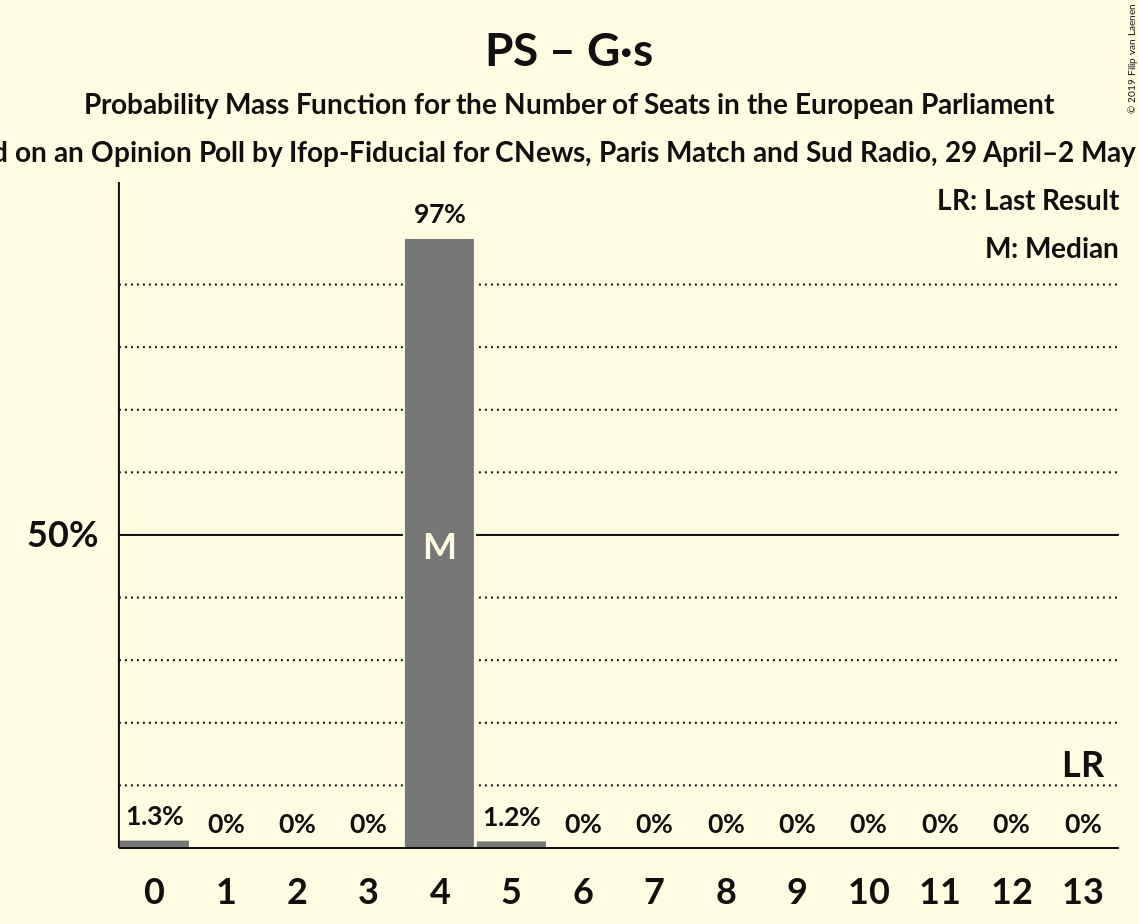 PS – G·s
Probability Mass Function for the Number of Seats in the European Parliament
on an Opinion Poll by Ifop-Fiducial for CNews, Paris Match and Sud Radio, 29 April–2 May
© 2019 Filip van Laenen
LR: Last Result
M: Median
97%
50%
M
LR
1.3% 0% 0% 0% 1.2% 0% 0% 0% 0% 0% 0% 0% 0%
0 1 2 3 4 5 6 7 8 9 10 11 12 13